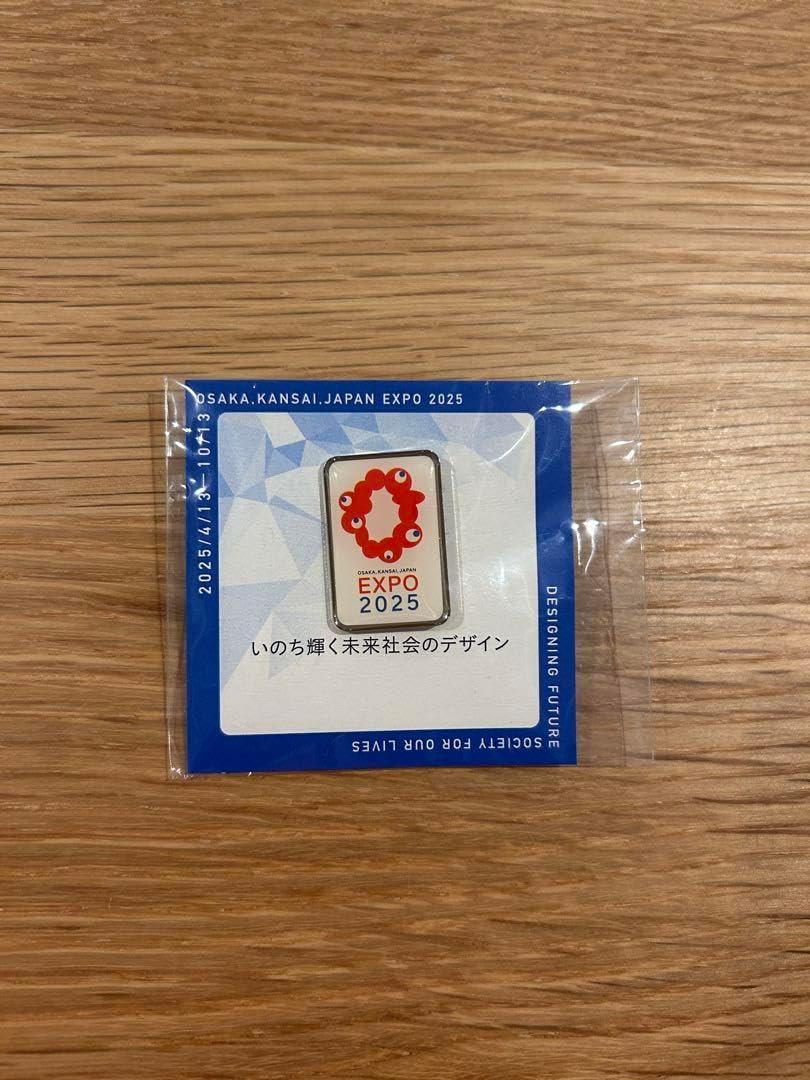 OSAKA,KANSAI,JAPAN EXPO 2025
2025/4/13—10/13
OSAKA, KANSAI, JAPAN
EXPO
2025
いのち輝く未来社会のデザイン
DESIGNING FUTURE
SOCIETY FOR OUR LIVES